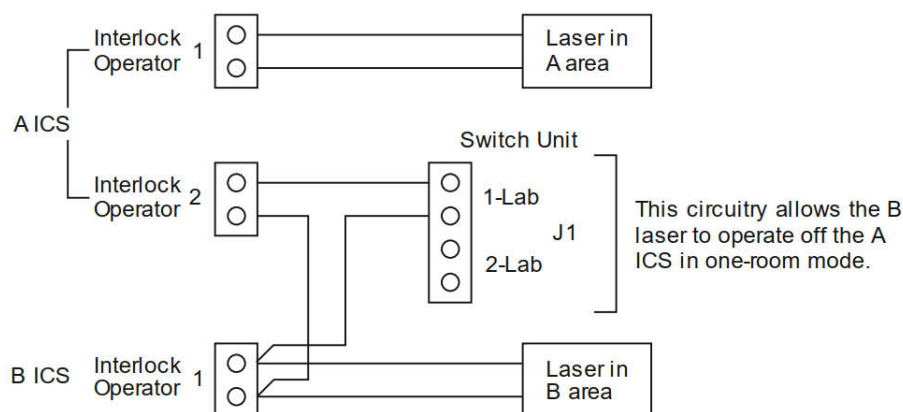 Interlock
Operator 1
Laser in
A area
A ICS
Switch Unit
Interlock
Operator 2
1-Lab
J1
2-Lab
This circuitry allows the B
laser to operate off the A
ICS in one-room mode.
B ICS
Interlock
Operator 1
Laser in
B area